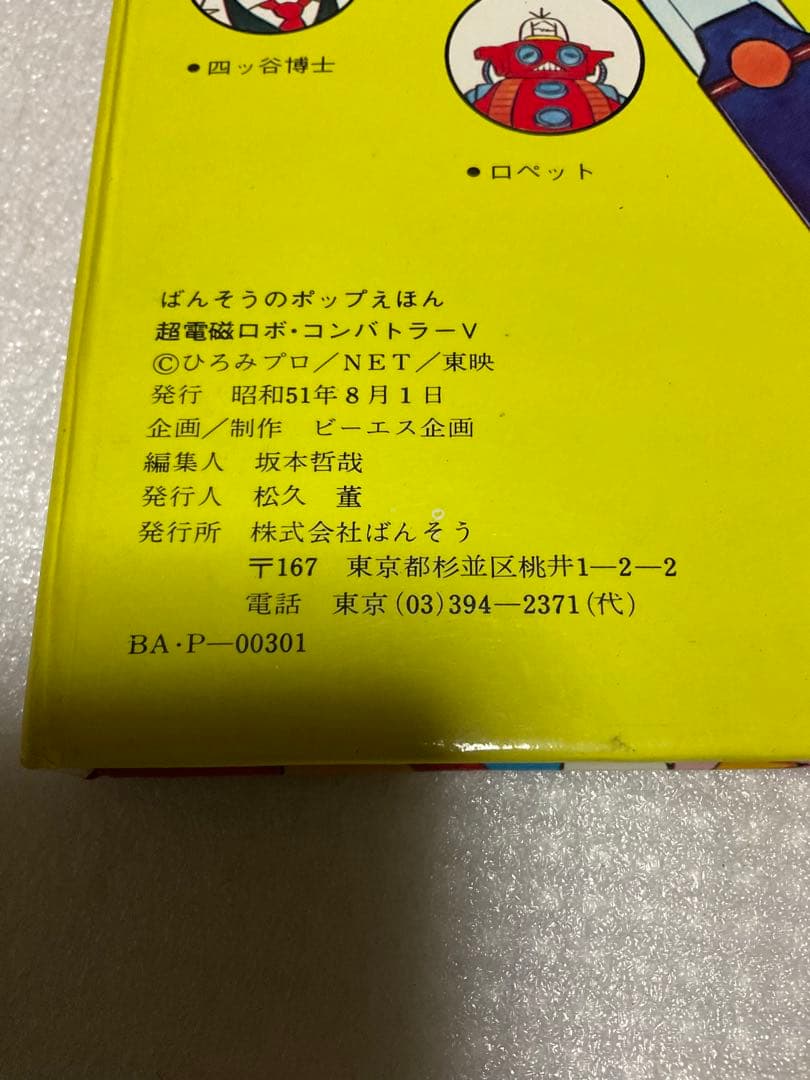 ●四ッ谷博士
●ロペット
ばんそうのポップえほん
超電磁ロボ・コンバトラーV
©ひろみプロ/NET/東映
発行 昭和51年8月1日
企画/制作 ビーエス企画
編集人 坂本哲哉
発行人 松久 董
発行所 株式会社ばんそう
〒167 東京都杉並区桃井1―2―2
電話 東京(03)394―2371(代)
BA・P―00301